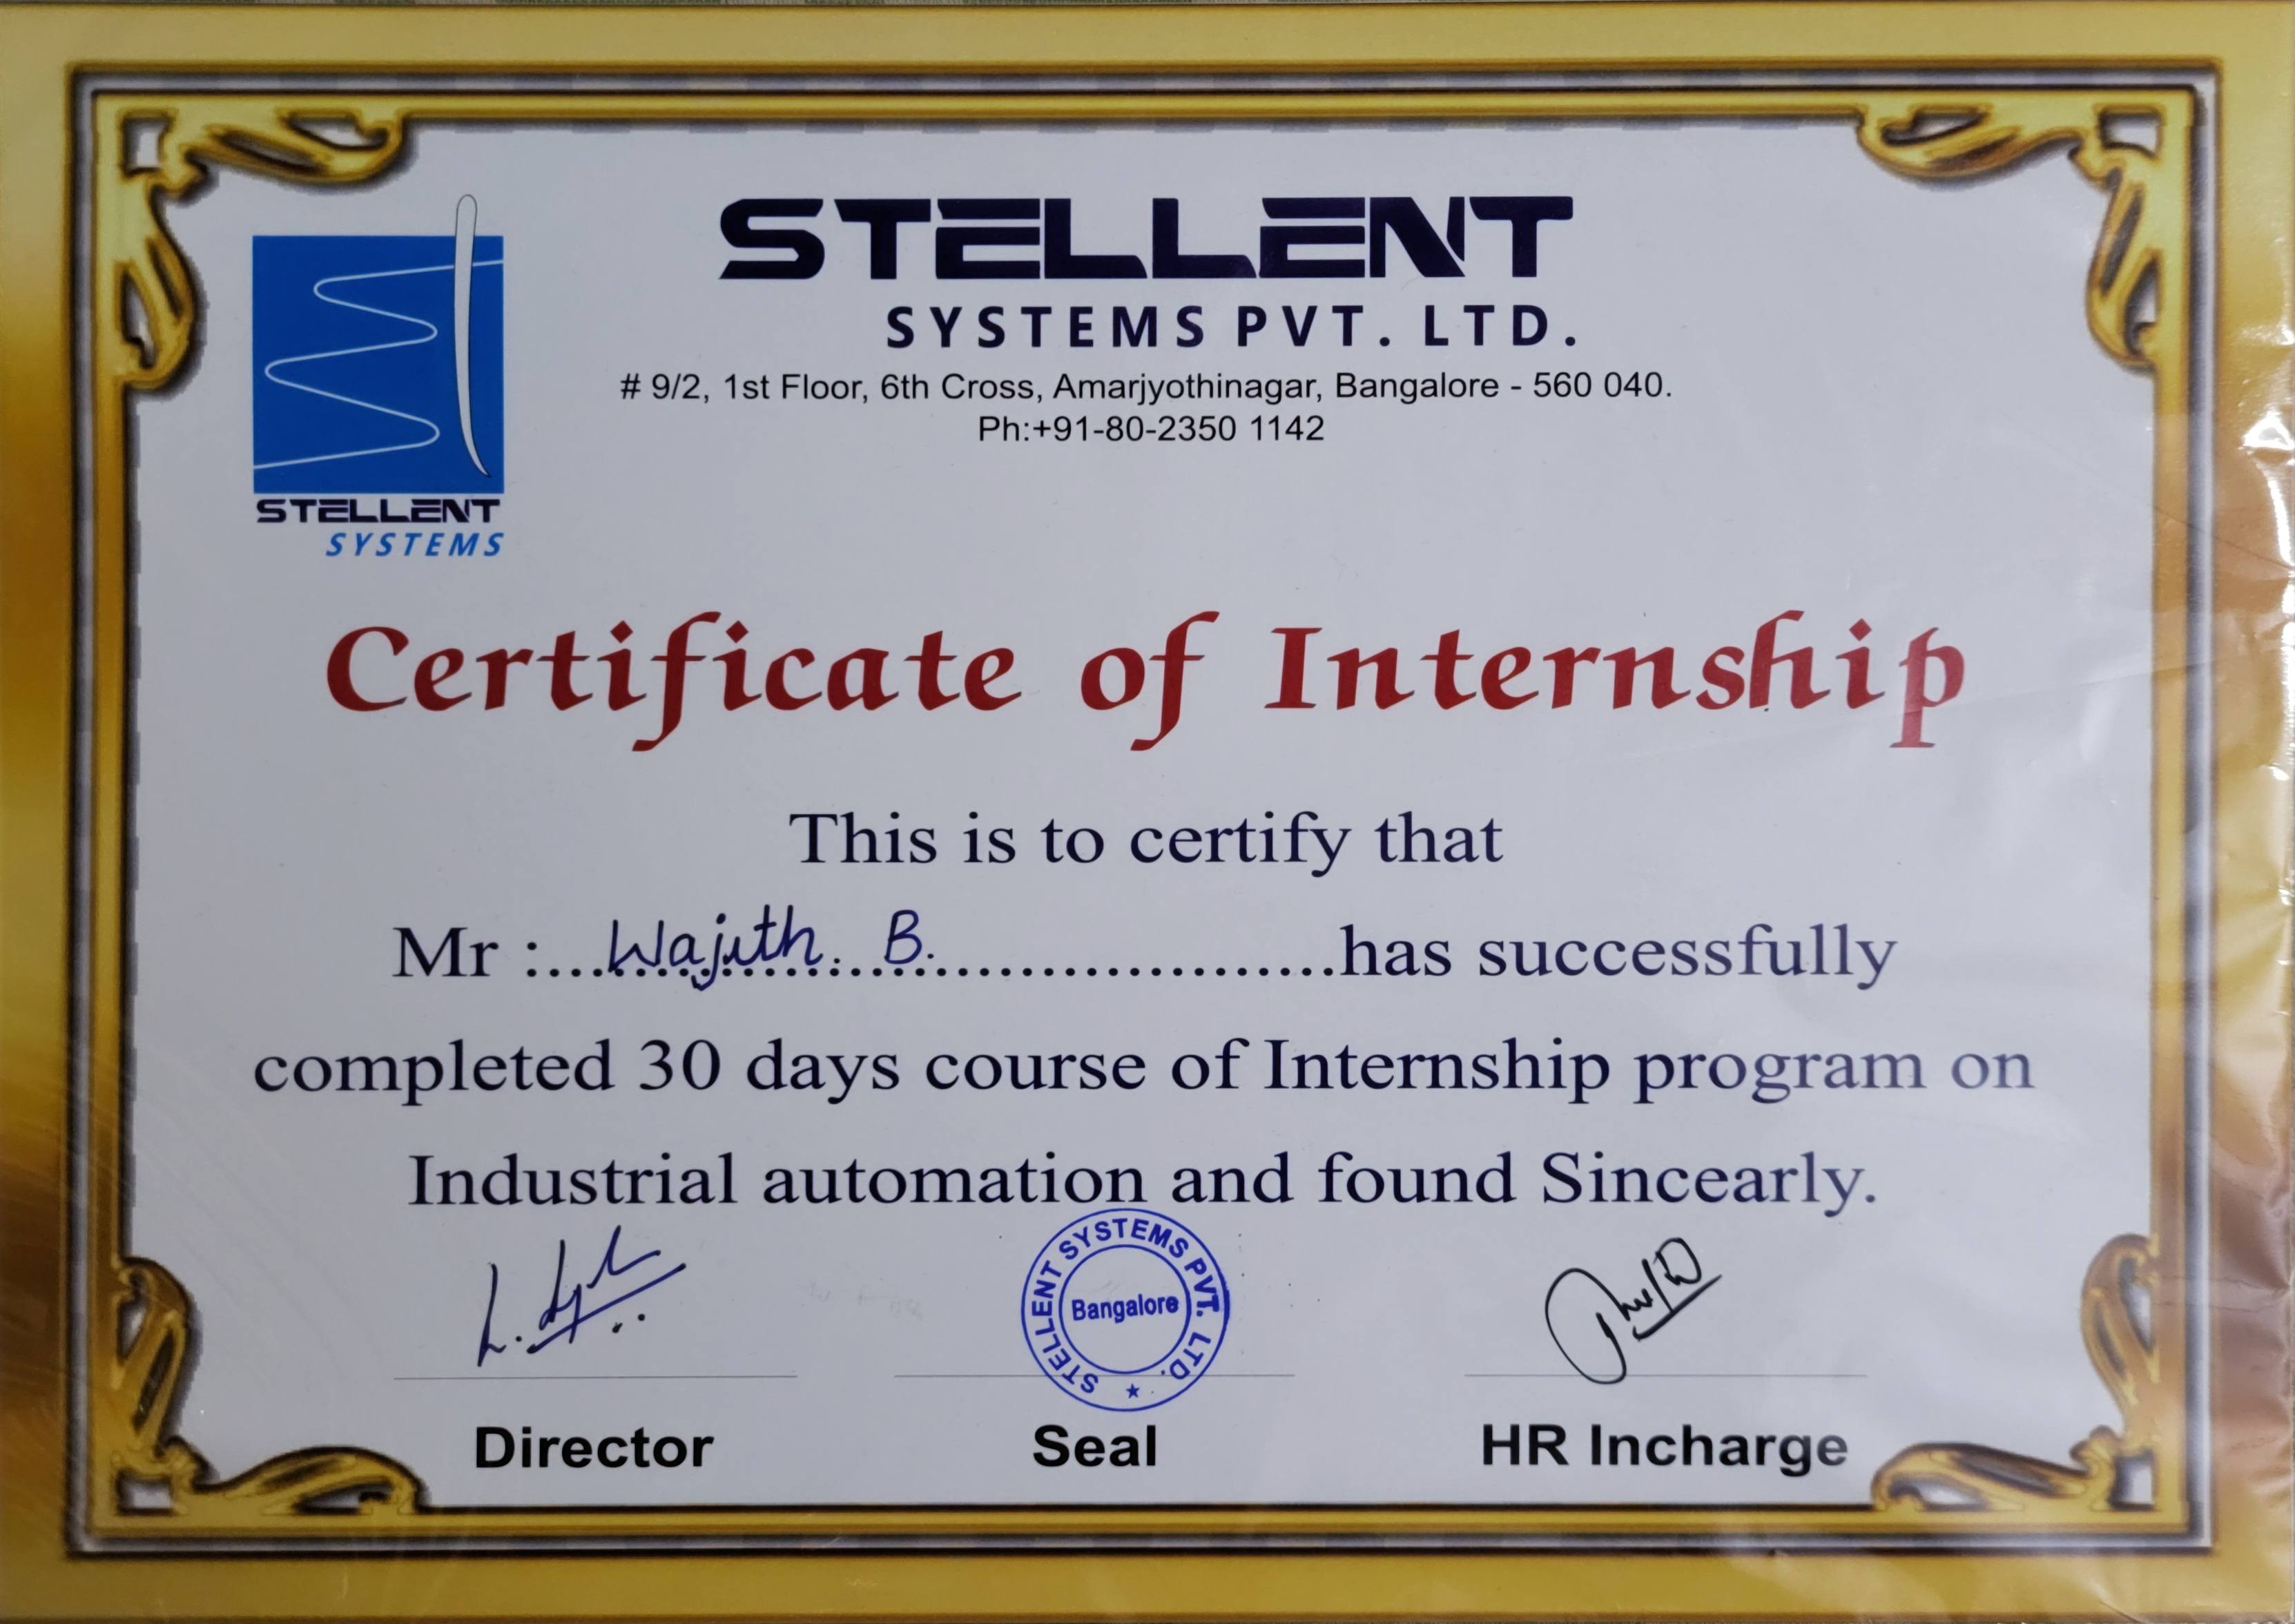 STELLENT
SYSTEMS PVT. LTD.
# 9/2, 1st Floor, 6th Cross, Amarjyothinagar, Bangalore - 560 040.
Ph:+91-80-2350 1142
STELLENT
SYSTEMS
Certificate of Internship
This is to certify that
Mr :...Wajith. B. ...................................has successfully
completed 30 days course of Internship program on
Industrial automation and found Sincearly.
STELLENT SYSTEMS PVT. LTD. ★
Bangalore
Director
Seal
HR Incharge